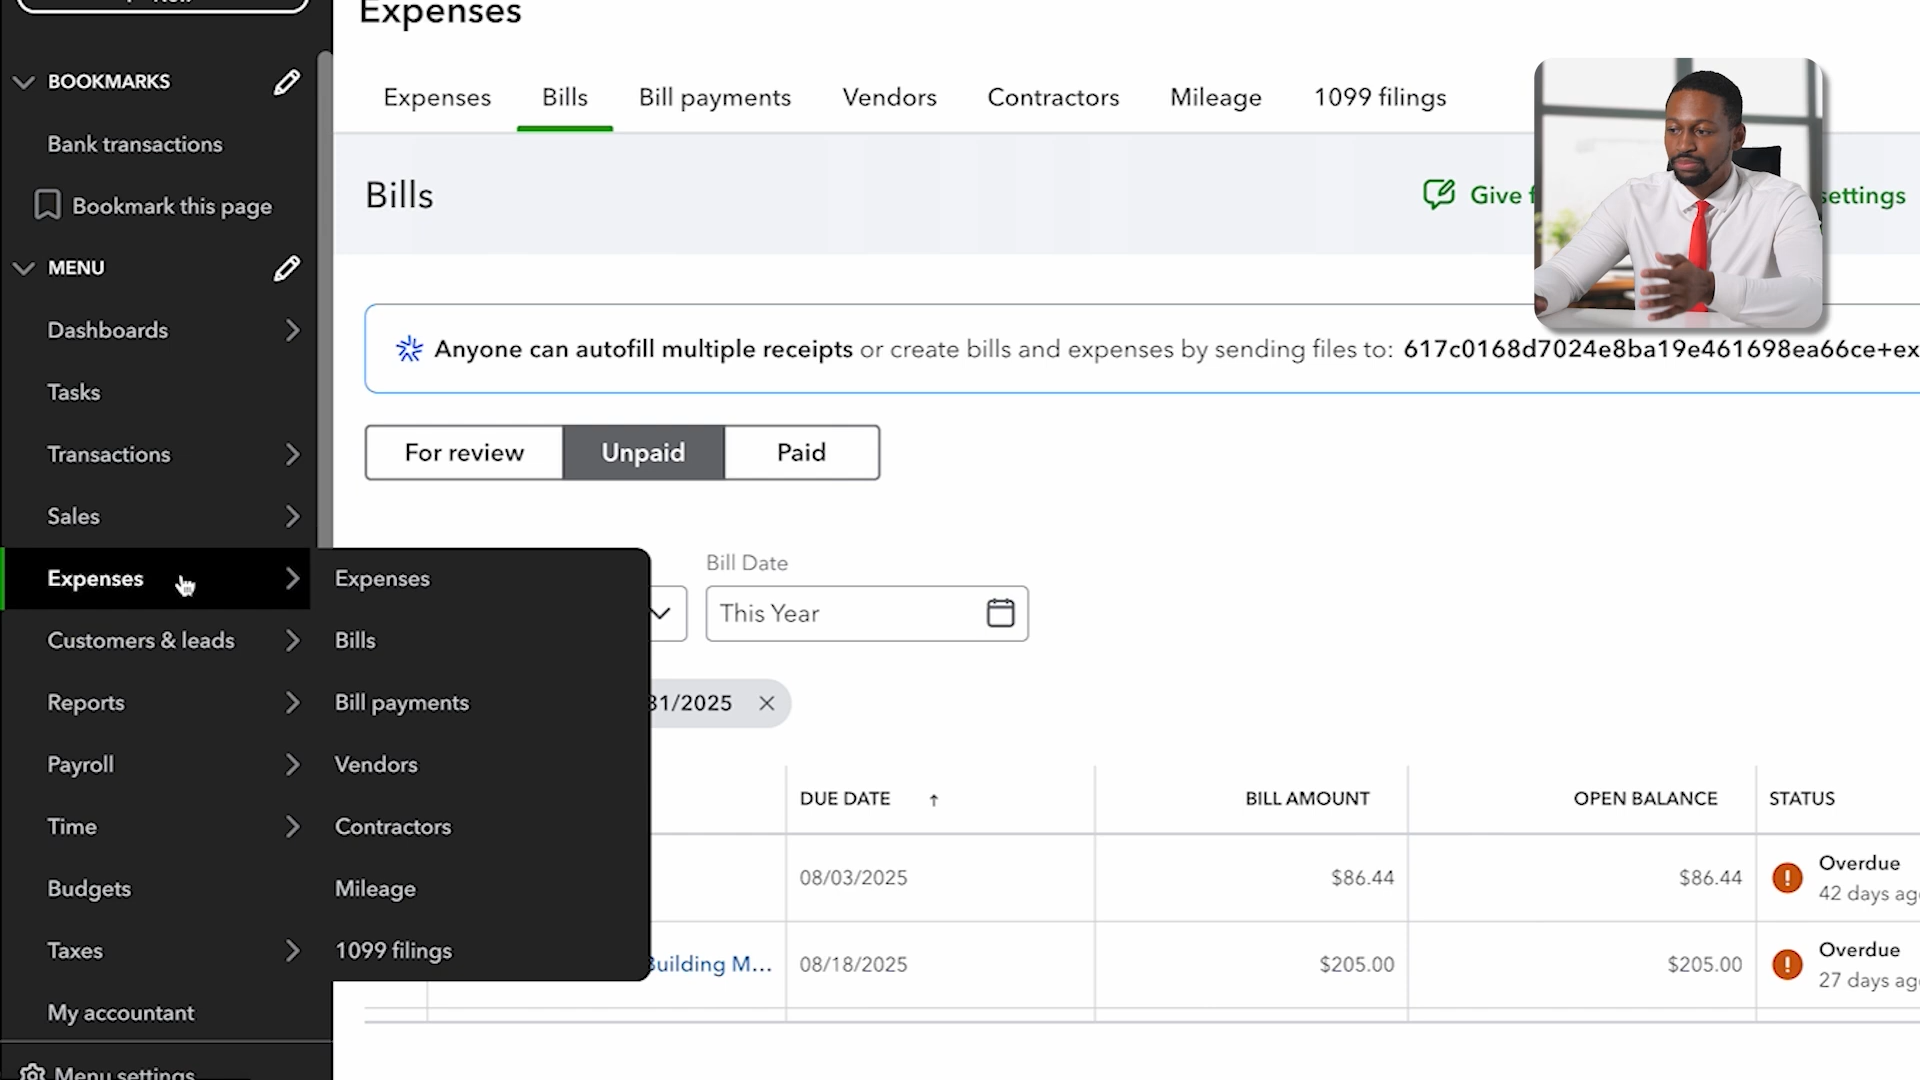 Expenses
BOOKMARKS
Bank transactions
Bookmark this page
MENU
Dashboards
Tasks
Transactions
Sales
Expenses
Customers & leads
Reports
Payroll
Time
Budgets
Taxes
My accountant
Menu settings
Expenses
Bills
Bill payments
Vendors
Contractors
Mileage
1099 filings
Expenses Bills Bill payments Vendors Contractors Mileage 1099 filings
Bills
Give settings
Anyone can autofill multiple receipts or create bills and expenses by sending files to: 617c0168d7024e8ba19e461698ea66ce+ex
For review Unpaid Paid
Bill Date
This Year
31/2025
DUE DATE BILL AMOUNT OPEN BALANCE STATUS
08/03/2025 $86.44 $86.44 Overdue
42 days ag
Building M... 08/18/2025 $205.00 $205.00 Overdue
27 days ag